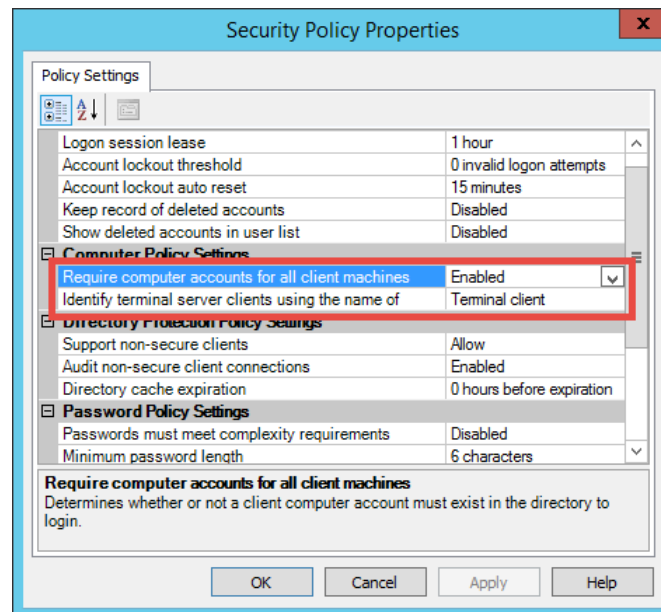 Security Policy Properties
x
Policy Settings
A
Z
Logon session lease 1 hour
Account lockout threshold 0 invalid logon attempts
Account lockout auto reset 15 minutes
Keep record of deleted accounts Disabled
Show deleted accounts in user list Disabled
Computer Policy Settings
Require computer accounts for all client machines Enabled
Identify terminal server clients using the name of Terminal client
Directory Protection Policy Settings
Support non-secure clients Allow
Audit non-secure client connections Enabled
Directory cache expiration 0 hours before expiration
Password Policy Settings
Passwords must meet complexity requirements Disabled
Minimum password length 6 characters
Require computer accounts for all client machines
Determines whether or not a client computer account must exist in the directory to
login.
OK Cancel Apply Help